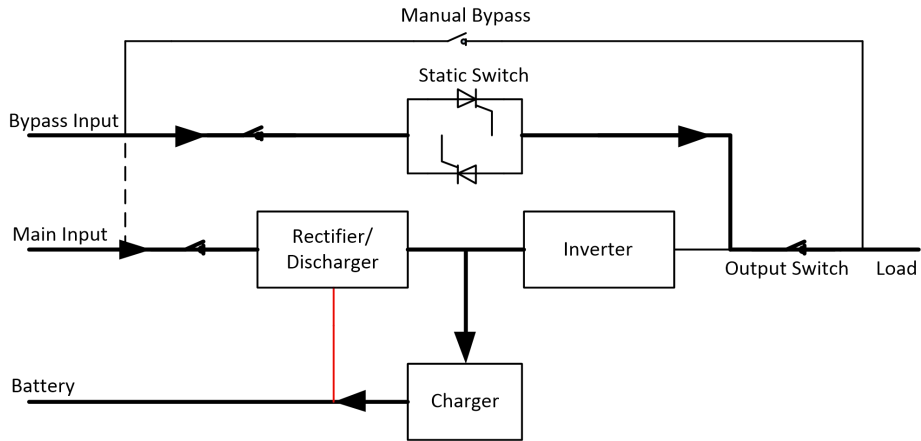 Manual Bypass
Static Switch
Bypass Input
Main Input
Rectifier/
Discharger
Inverter
Output Switch
Load
Battery
Charger